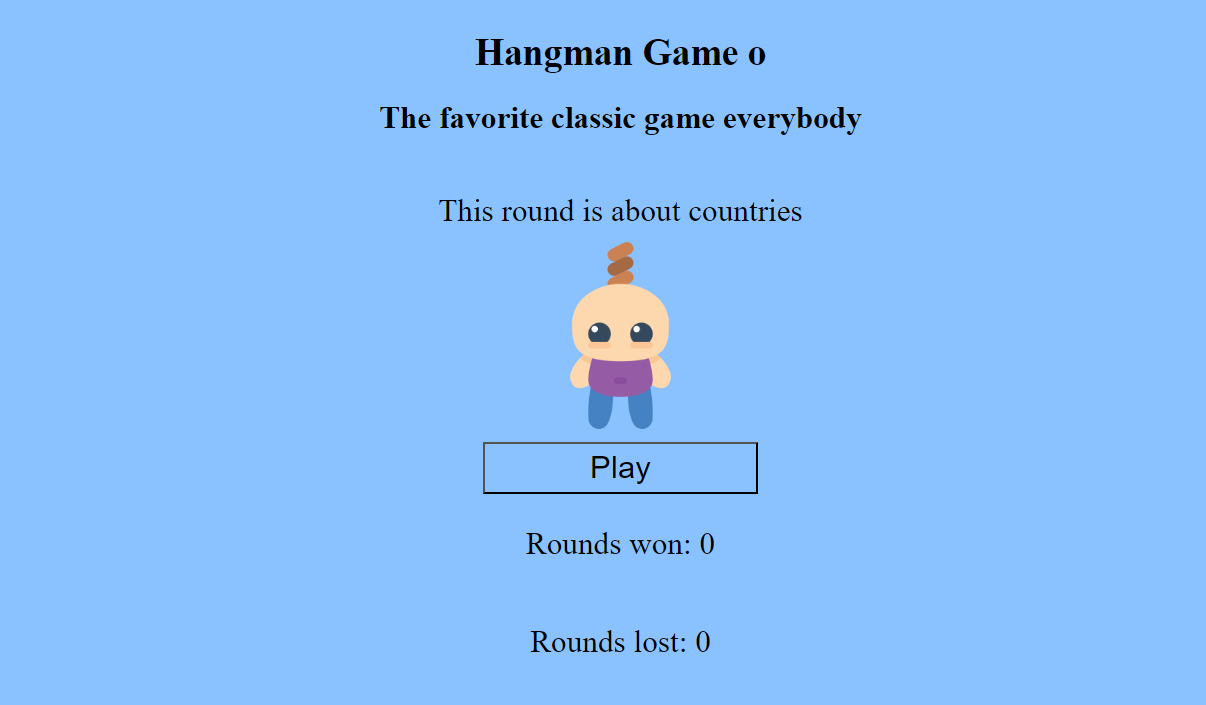 Hangman Game o
The favorite classic game everybody
This round is about countries
Play
Rounds won: 0
Rounds lost: 0